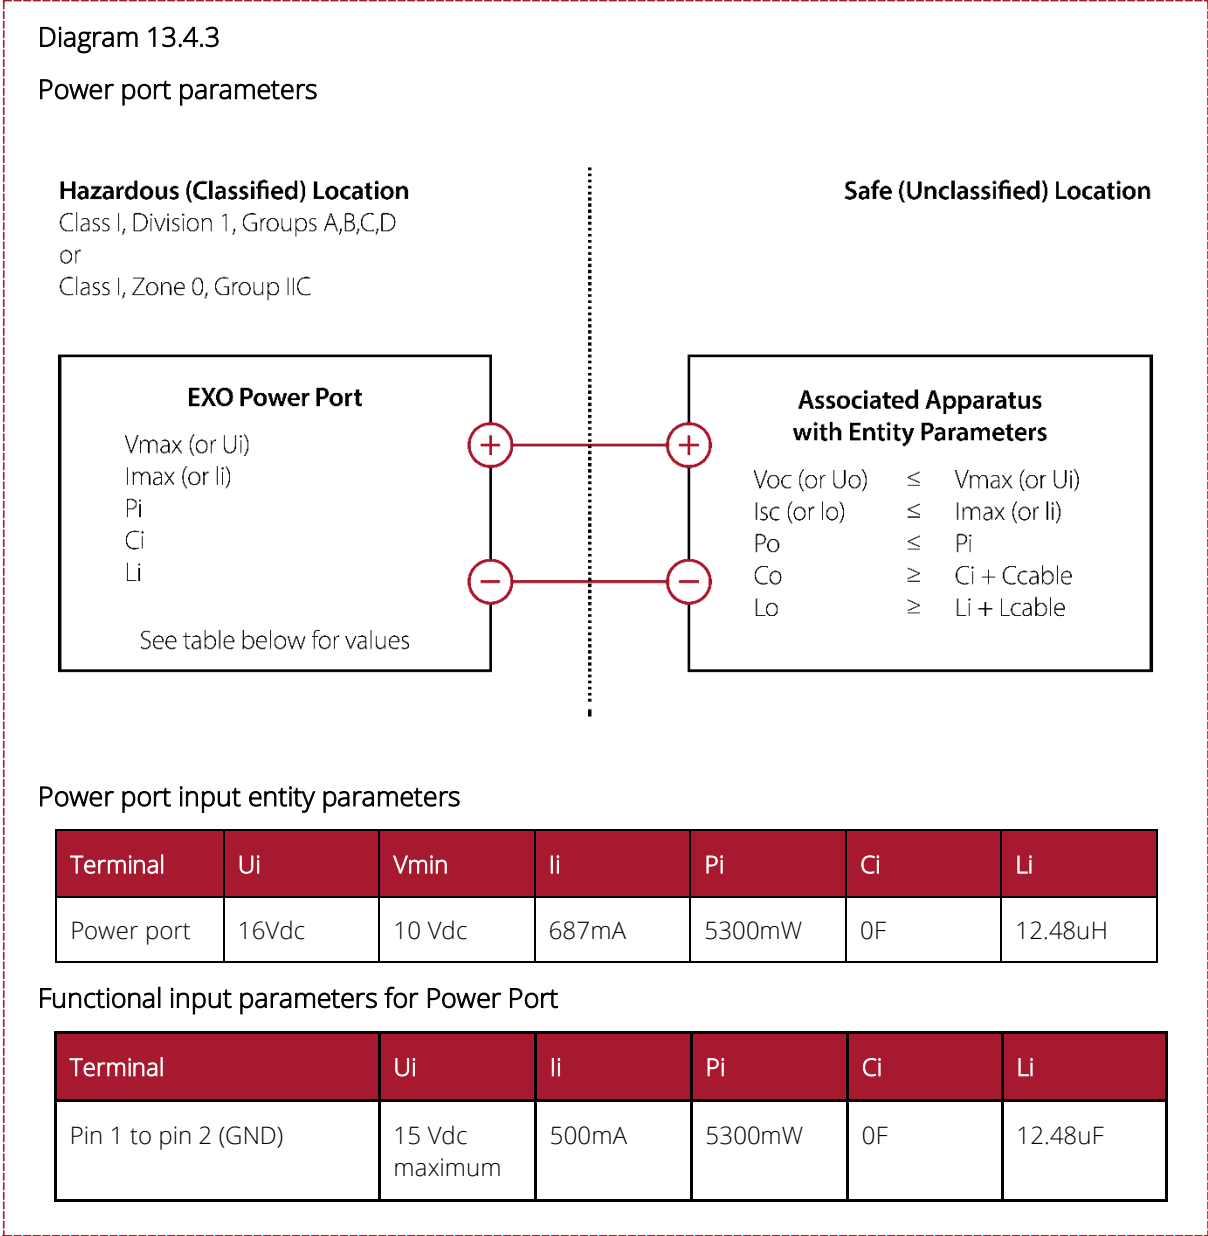 Diagram 13.4.3
Power port parameters
Hazardous (Classified) Location
Class I, Division 1, Groups A,B,C,D
or
Class I, Zone 0, Group IIC
Safe (Unclassified) Location
EXO Power Port
Vmax (or Ui)
Imax (or Ii)
Pi
Ci
Li
See table below for values
+
−
+
−
Associated Apparatus
with Entity Parameters
Voc (or Uo) ≤ Vmax (or Ui)
Isc (or Io) ≤ Imax (or Ii)
Po ≤ Pi
Co ≥ Ci + Ccable
Lo ≥ Li + Lcable
Power port input entity parameters
Terminal Ui Vmin Ii Pi Ci Li
Power port 16Vdc 10 Vdc 687mA 5300mW 0F 12.48uH
Functional input parameters for Power Port
Terminal Ui Ii Pi Ci Li
Pin 1 to pin 2 (GND) 15 Vdc 500mA 5300mW 0F 12.48uF
maximum